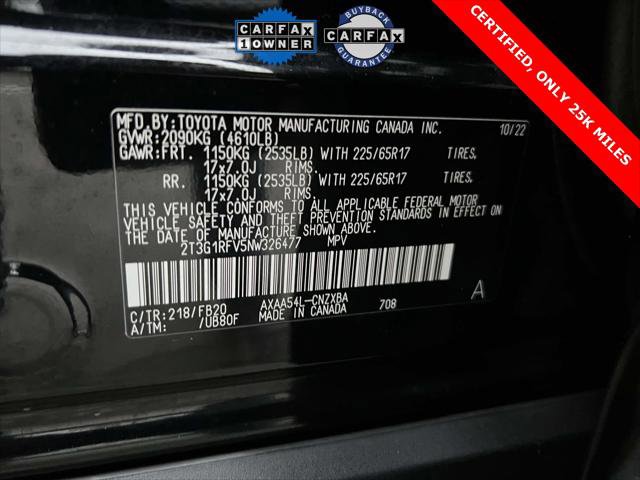 CARFAX
1 OWNER
BUYBACK
CARFAX
GUARANTEE
CERTIFIED, ONLY 25K MILES
MFD. BY: TOYOTA MOTOR MANUFACTURING CANADA INC. 10/22
GVWR: 2090KG (4610LB)
GAWR: FRT. 1150KG (2535LB) WITH 225/65R17 TIRES,
17x7.0J RIMS.
RR. 1150KG (2535LB) WITH 225/65R17 TIRES,
17x7.0J RIMS.
THIS VEHICLE CONFORMS TO ALL APPLICABLE FEDERAL MOTOR
VEHICLE SAFETY AND THEFT PREVENTION STANDARDS IN EFFECT ON
THE DATE OF MANUFACTURE SHOWN ABOVE.
2T3G1RFV5NW326477 MPV
C/TR: 218/FB20 AXAA54L-CNZXBA 708 A
A/TM: /UB80F MADE IN CANADA